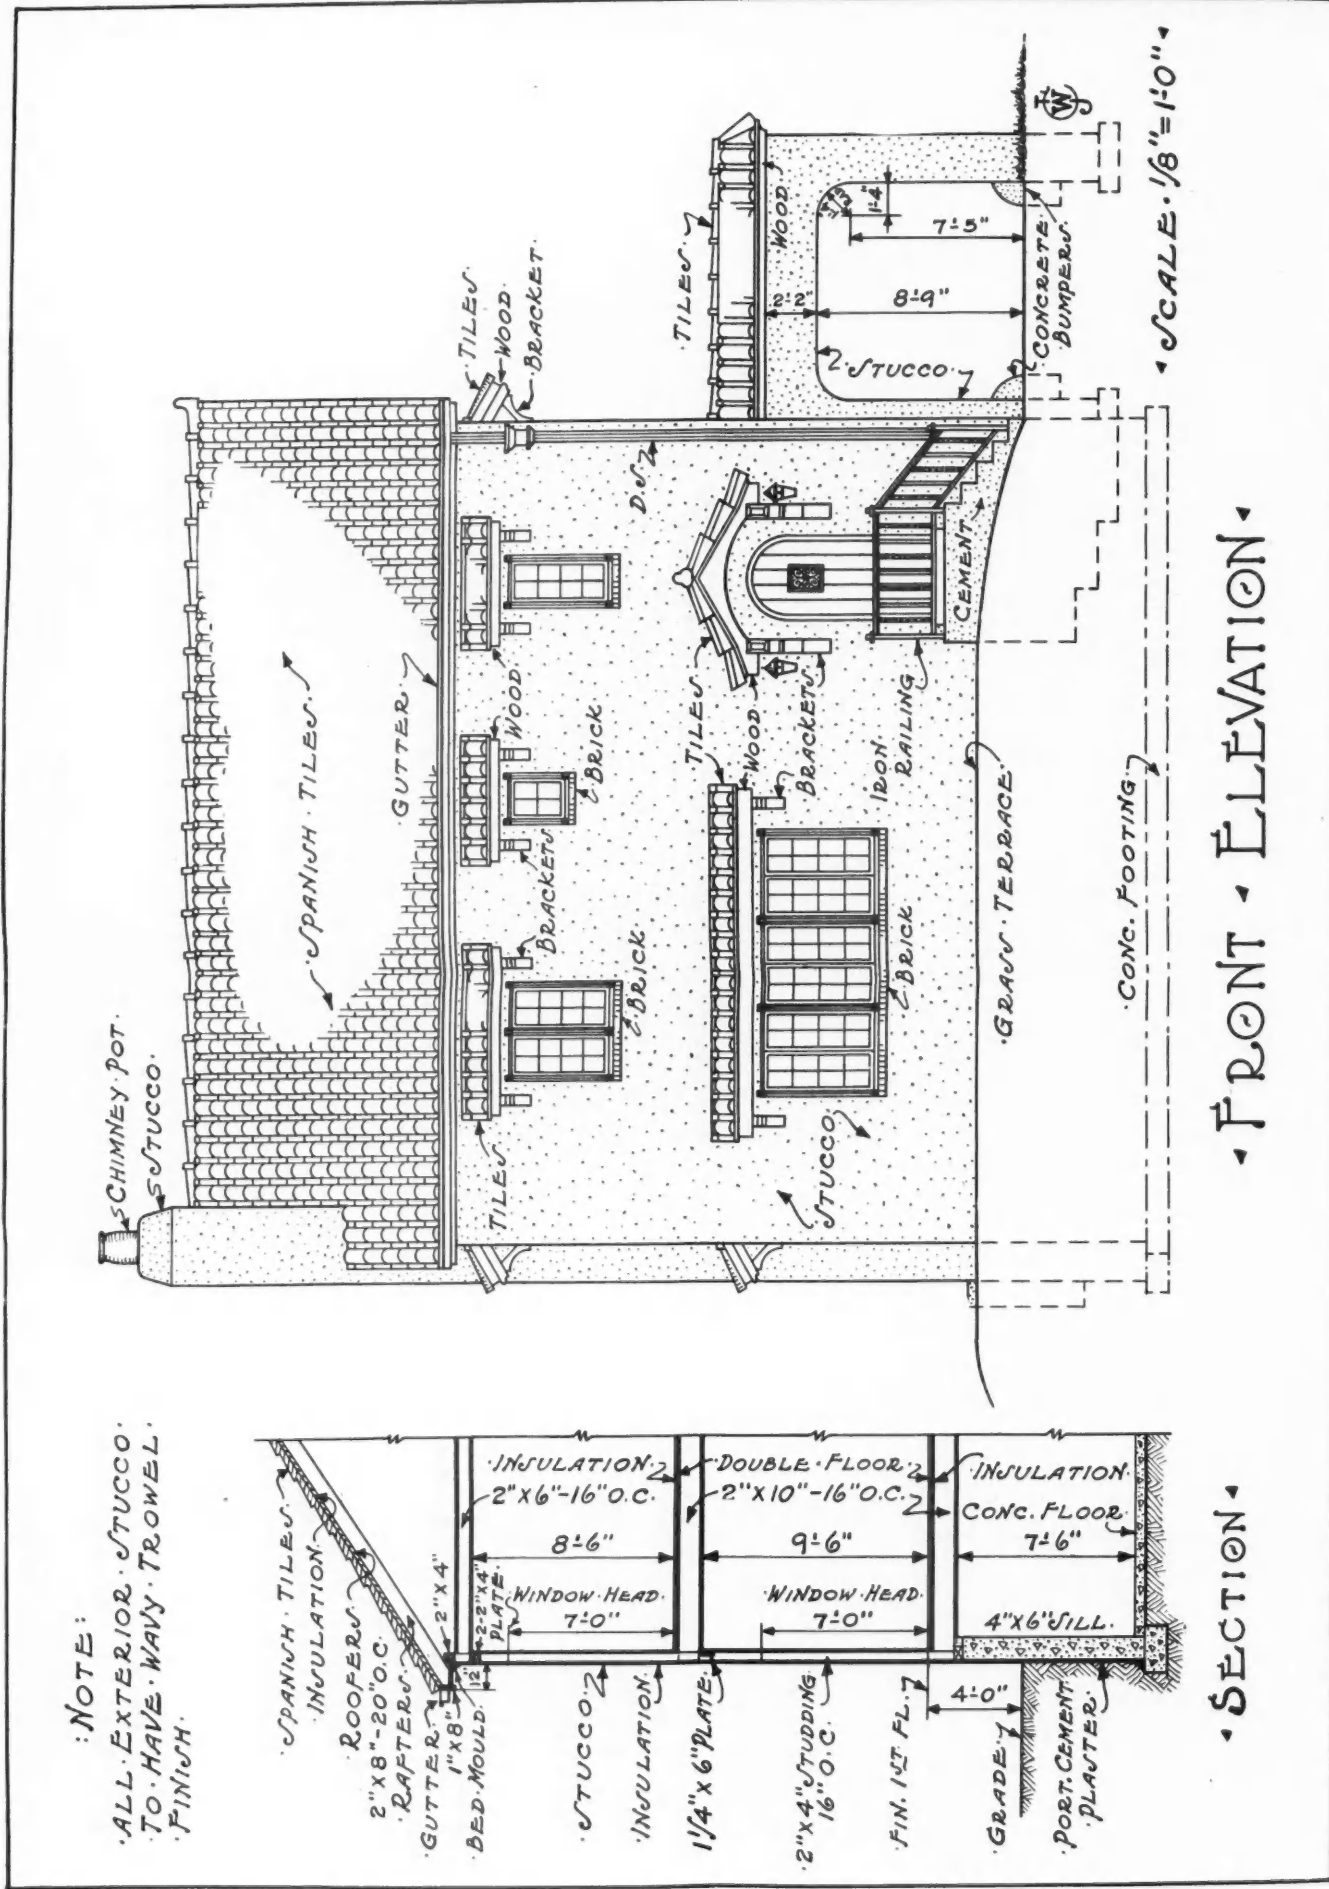 :NOTE:
·ALL·EXTERIOR·STUCCO·
·TO·HAVE·WAVY·TROWEL·
·FINISH·
·SPANISH·TILES·
·INSULATION·
·ROOFERS·
2"X8"-20"O.C.
·RAFTERS·
·GUTTER·
1"X8"
BED·MOULD·
12"
2"X4"
2-2"X4"
PLATE·
·INSULATION·
2"X6"-16"O.C.
8'-6"
·WINDOW·HEAD·
7'-0"
·STUCCO·
·INSULATION·
1 1/4"X6"PLATE·
·DOUBLE·FLOOR·
2"X10"-16"O.C.
9'-6"
·WINDOW·HEAD·
7'-0"
·2"X4"STUDDING
16"O.C.
·FIN. 1ST FL.
·INSULATION·
CONC. FLOOR·
7'-6"
4"X6"SILL·
4'-0"
·GRADE·
·PORT. CEMENT·
·PLASTER·
·SECTION·
CHIMNEY·POT·
STUCCO·
·SPANISH·TILES·
GUTTER·
·TILES
·BRACKETS
·BRICK
WOOD
BRICK
·TILES·
WOOD·
BRACKET·
D.S.
·STUCCO·
TILES
WOOD
BRACKETS
BRICK
TILES
WOOD
IRON
RAILING
CEMENT
·GRASS·TERRACE
CONC. FOOTING·
·TILES
WOOD
2'-2"
8'-9"
7'-5"
1'-4"
1'-4"
STUCCO·
CONCRETE
BUMPERS·
·SCALE·1/8"=1'-0"·
·FRONT·ELEVATION·